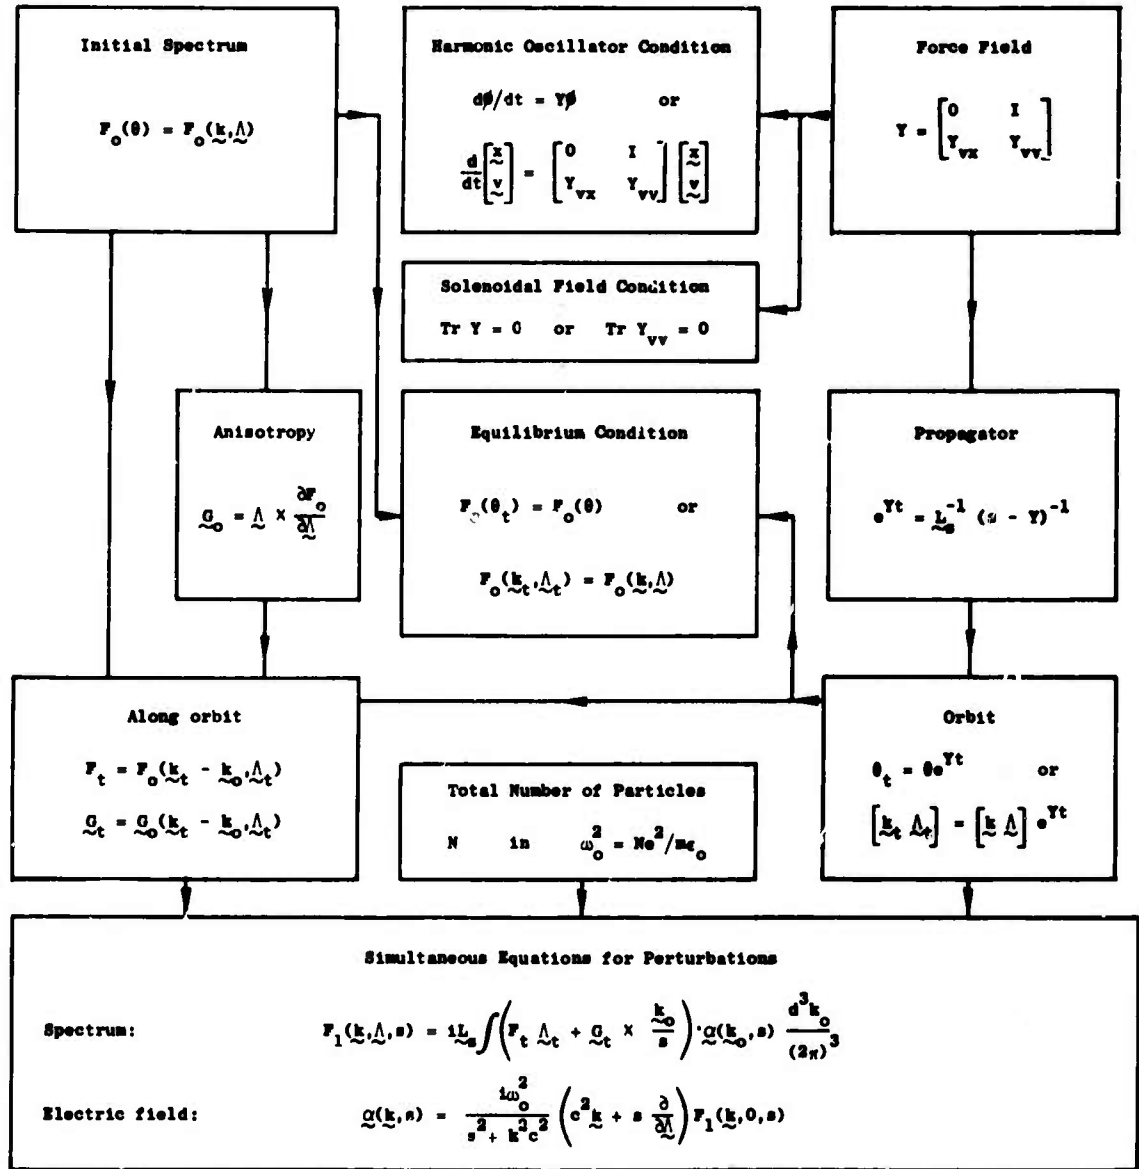 Initial Spectrum
F_o(θ) = F_o(k,Λ)
Harmonic Oscillator Condition
dφ/dt = Yφ or
d/dt [x v] = [0 I Y_vx Y_vv] [x v]
Force Field
Y = [0 I Y_vx Y_vv]
Solenoidal Field Condition
Tr Y = 0 or Tr Y_vv = 0
Anisotropy
G_o = Λ × ∂F_o/∂Λ
Equilibrium Condition
F_o(θ_t) = F_o(θ) or
F_o(k_t,Λ_t) = F_o(k,Λ)
Propagator
e^Yt = L_s^-1 (s - Y)^-1
Along orbit
F_t = F_o(k_t - k_o,Λ_t)
G_t = G_o(k_t - k_o,Λ_t)
Total Number of Particles
N in ω_o^2 = Ne^2/mε_o
Orbit
θ_t = θe^Yt or
[k_t Λ_t] = [k Λ] e^Yt
Simultaneous Equations for Perturbations
Spectrum: F_1(k,Λ,s) = iL_s ∫(F_t Λ_t + G_t × k_o/s)·α(k_o,s) d^3k_o/(2π)^3
Electric field: α(k,s) = iω_o^2/(s^2 + k^2c^2) (c^2k + s ∂/∂Λ) F_1(k,0,s)